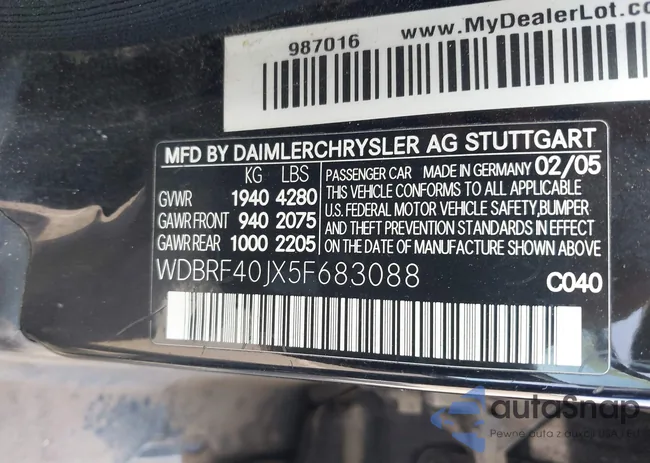 987016 www.MyDealerLot.co
MFD BY DAIMLERCHRYSLER AG STUTTGART
KG LBS PASSENGER CAR MADE IN GERMANY 02/05
GVWR 1940 4280 THIS VEHICLE CONFORMS TO ALL APPLICABLE
GAWR FRONT 940 2075 U.S. FEDERAL MOTOR VEHICLE SAFETY,BUMPER
GAWR REAR 1000 2205 AND THEFT PREVENTION STANDARDS IN EFFECT
ON THE DATE OF MANUFACTURE SHOWN ABOVE
WDBRF40JX5F683088 C040
autoSnap